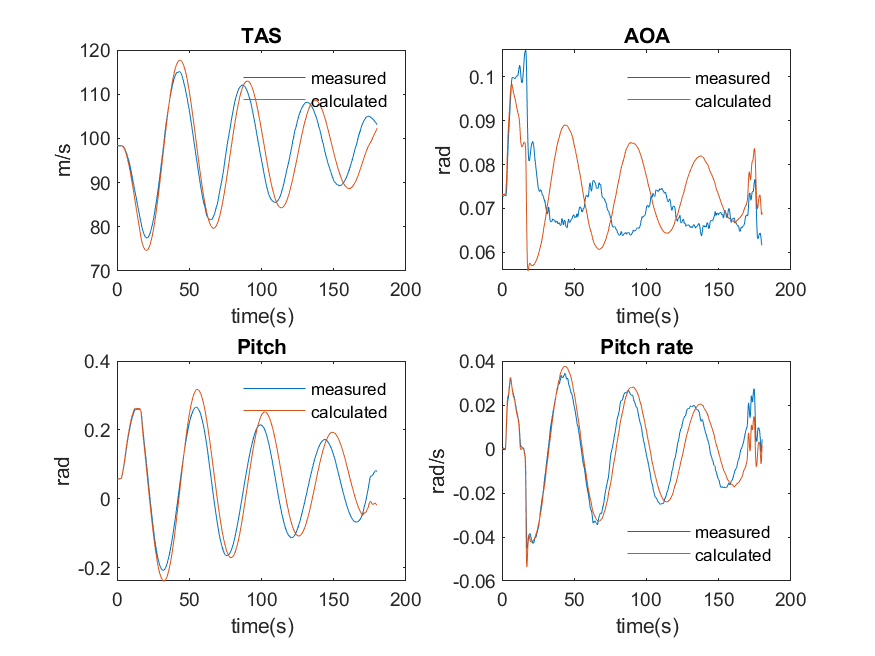 TAS
120
110
100
90
80
70
m/s
0
50
100
150
200
time(s)
measured
calculated
AOA
0.1
0.09
0.08
0.07
0.06
rad
0
50
100
150
200
time(s)
measured
calculated
Pitch
0.4
0.2
0
-0.2
rad
0
50
100
150
200
time(s)
measured
calculated
Pitch rate
0.04
0.02
0
-0.02
-0.04
-0.06
rad/s
0
50
100
150
200
time(s)
measured
calculated